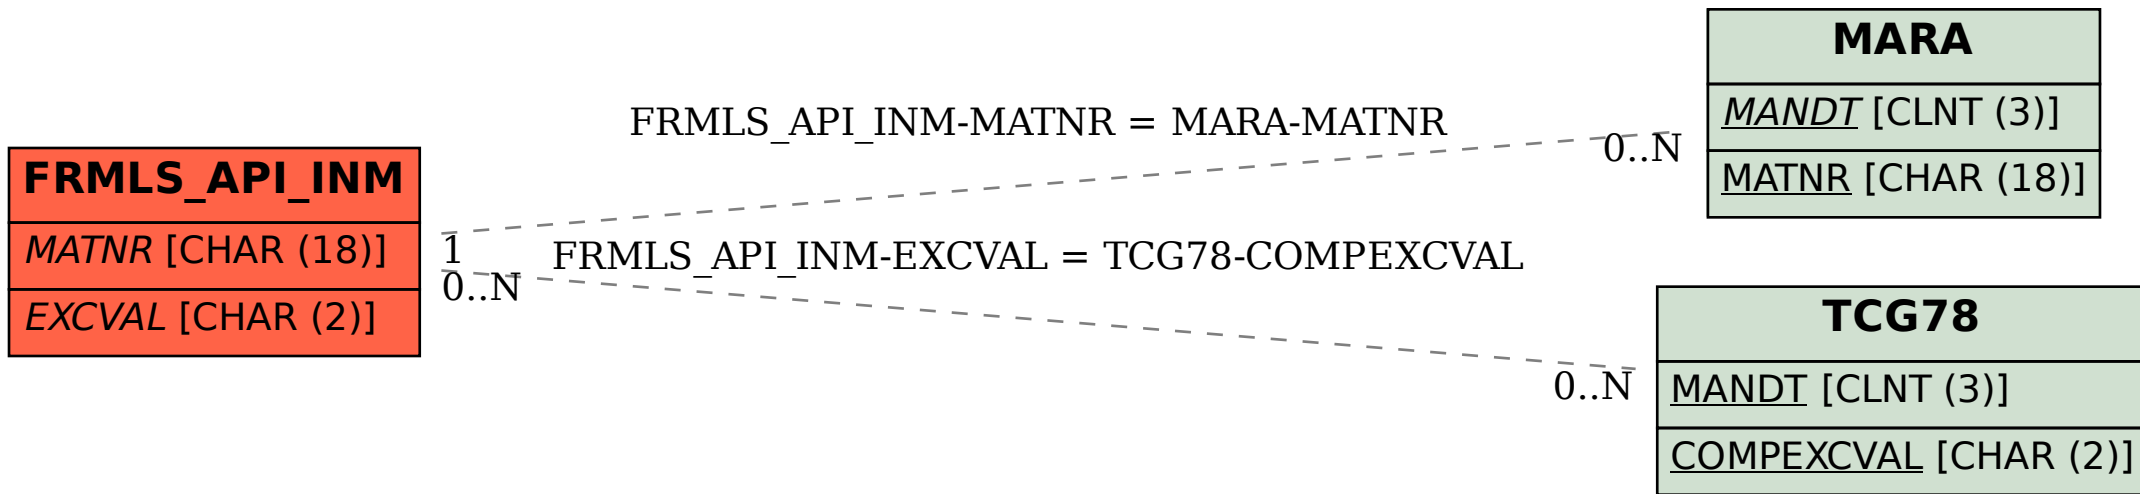 FRMLS_API_INM
MATNR [CHAR (18)]
EXCVAL [CHAR (2)]
FRMLS_API_INM-MATNR = MARA-MATNR
1
0..N
FRMLS_API_INM-EXCVAL = TCG78-COMPEXCVAL
0..N
0..N
MARA
MANDT [CLNT (3)]
MATNR [CHAR (18)]
TCG78
MANDT [CLNT (3)]
COMPEXCVAL [CHAR (2)]